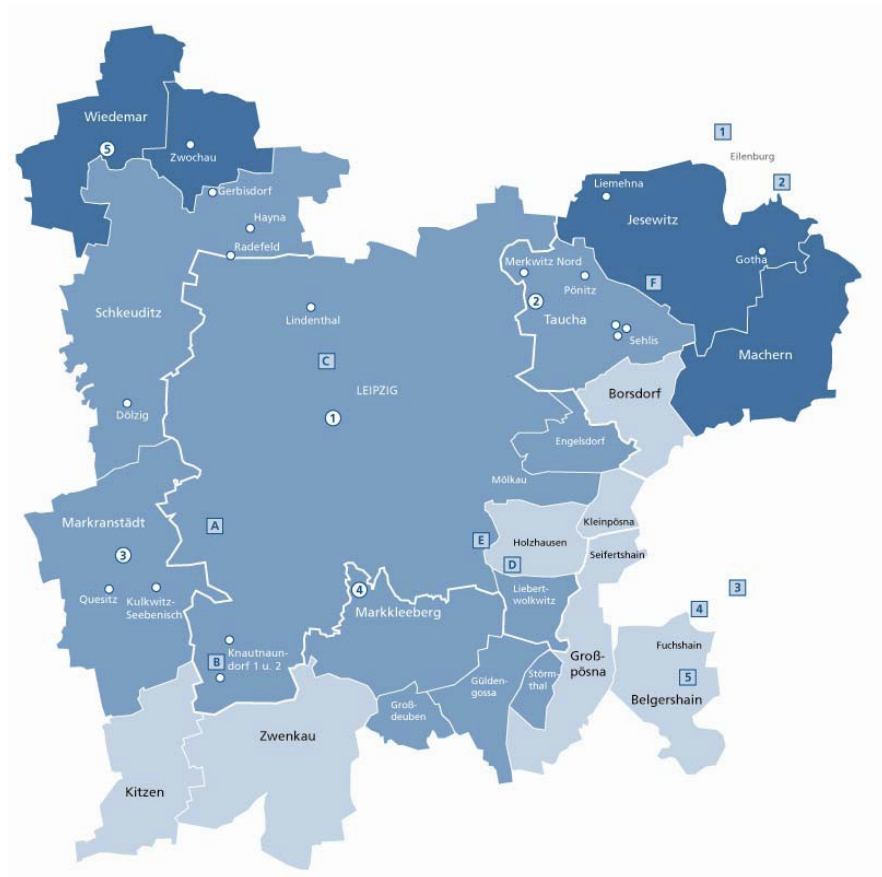 Wiedemar
5
Zwochau
Gerbisdorf
Hayna
Radefeld
1
Eilenburg
2
Liemehna
Jesewitz
Gotha
F
Machern
Merkwitz Nord
Pönitz
2
Taucha
Sehlis
Schkeuditz
Dölzig
Lindenthal
C
LEIPZIG
1
Borsdorf
Engelsdorf
Mölkau
Kleinpösna
Holzhausen
Seifertshain
E
D
A
Markranstädt
3
Quesitz
Kulkwitz-
Seebenisch
4
Markkleeberg
Liebert-
wolkwitz
Knautnaun-
dorf 1 u. 2
B
Groß-
pösna
Störm-
thal
Gülden-
gossa
Groß-
deuben
Zwenkau
Kitzen
3
4
Fuchshain
5
Belgershain